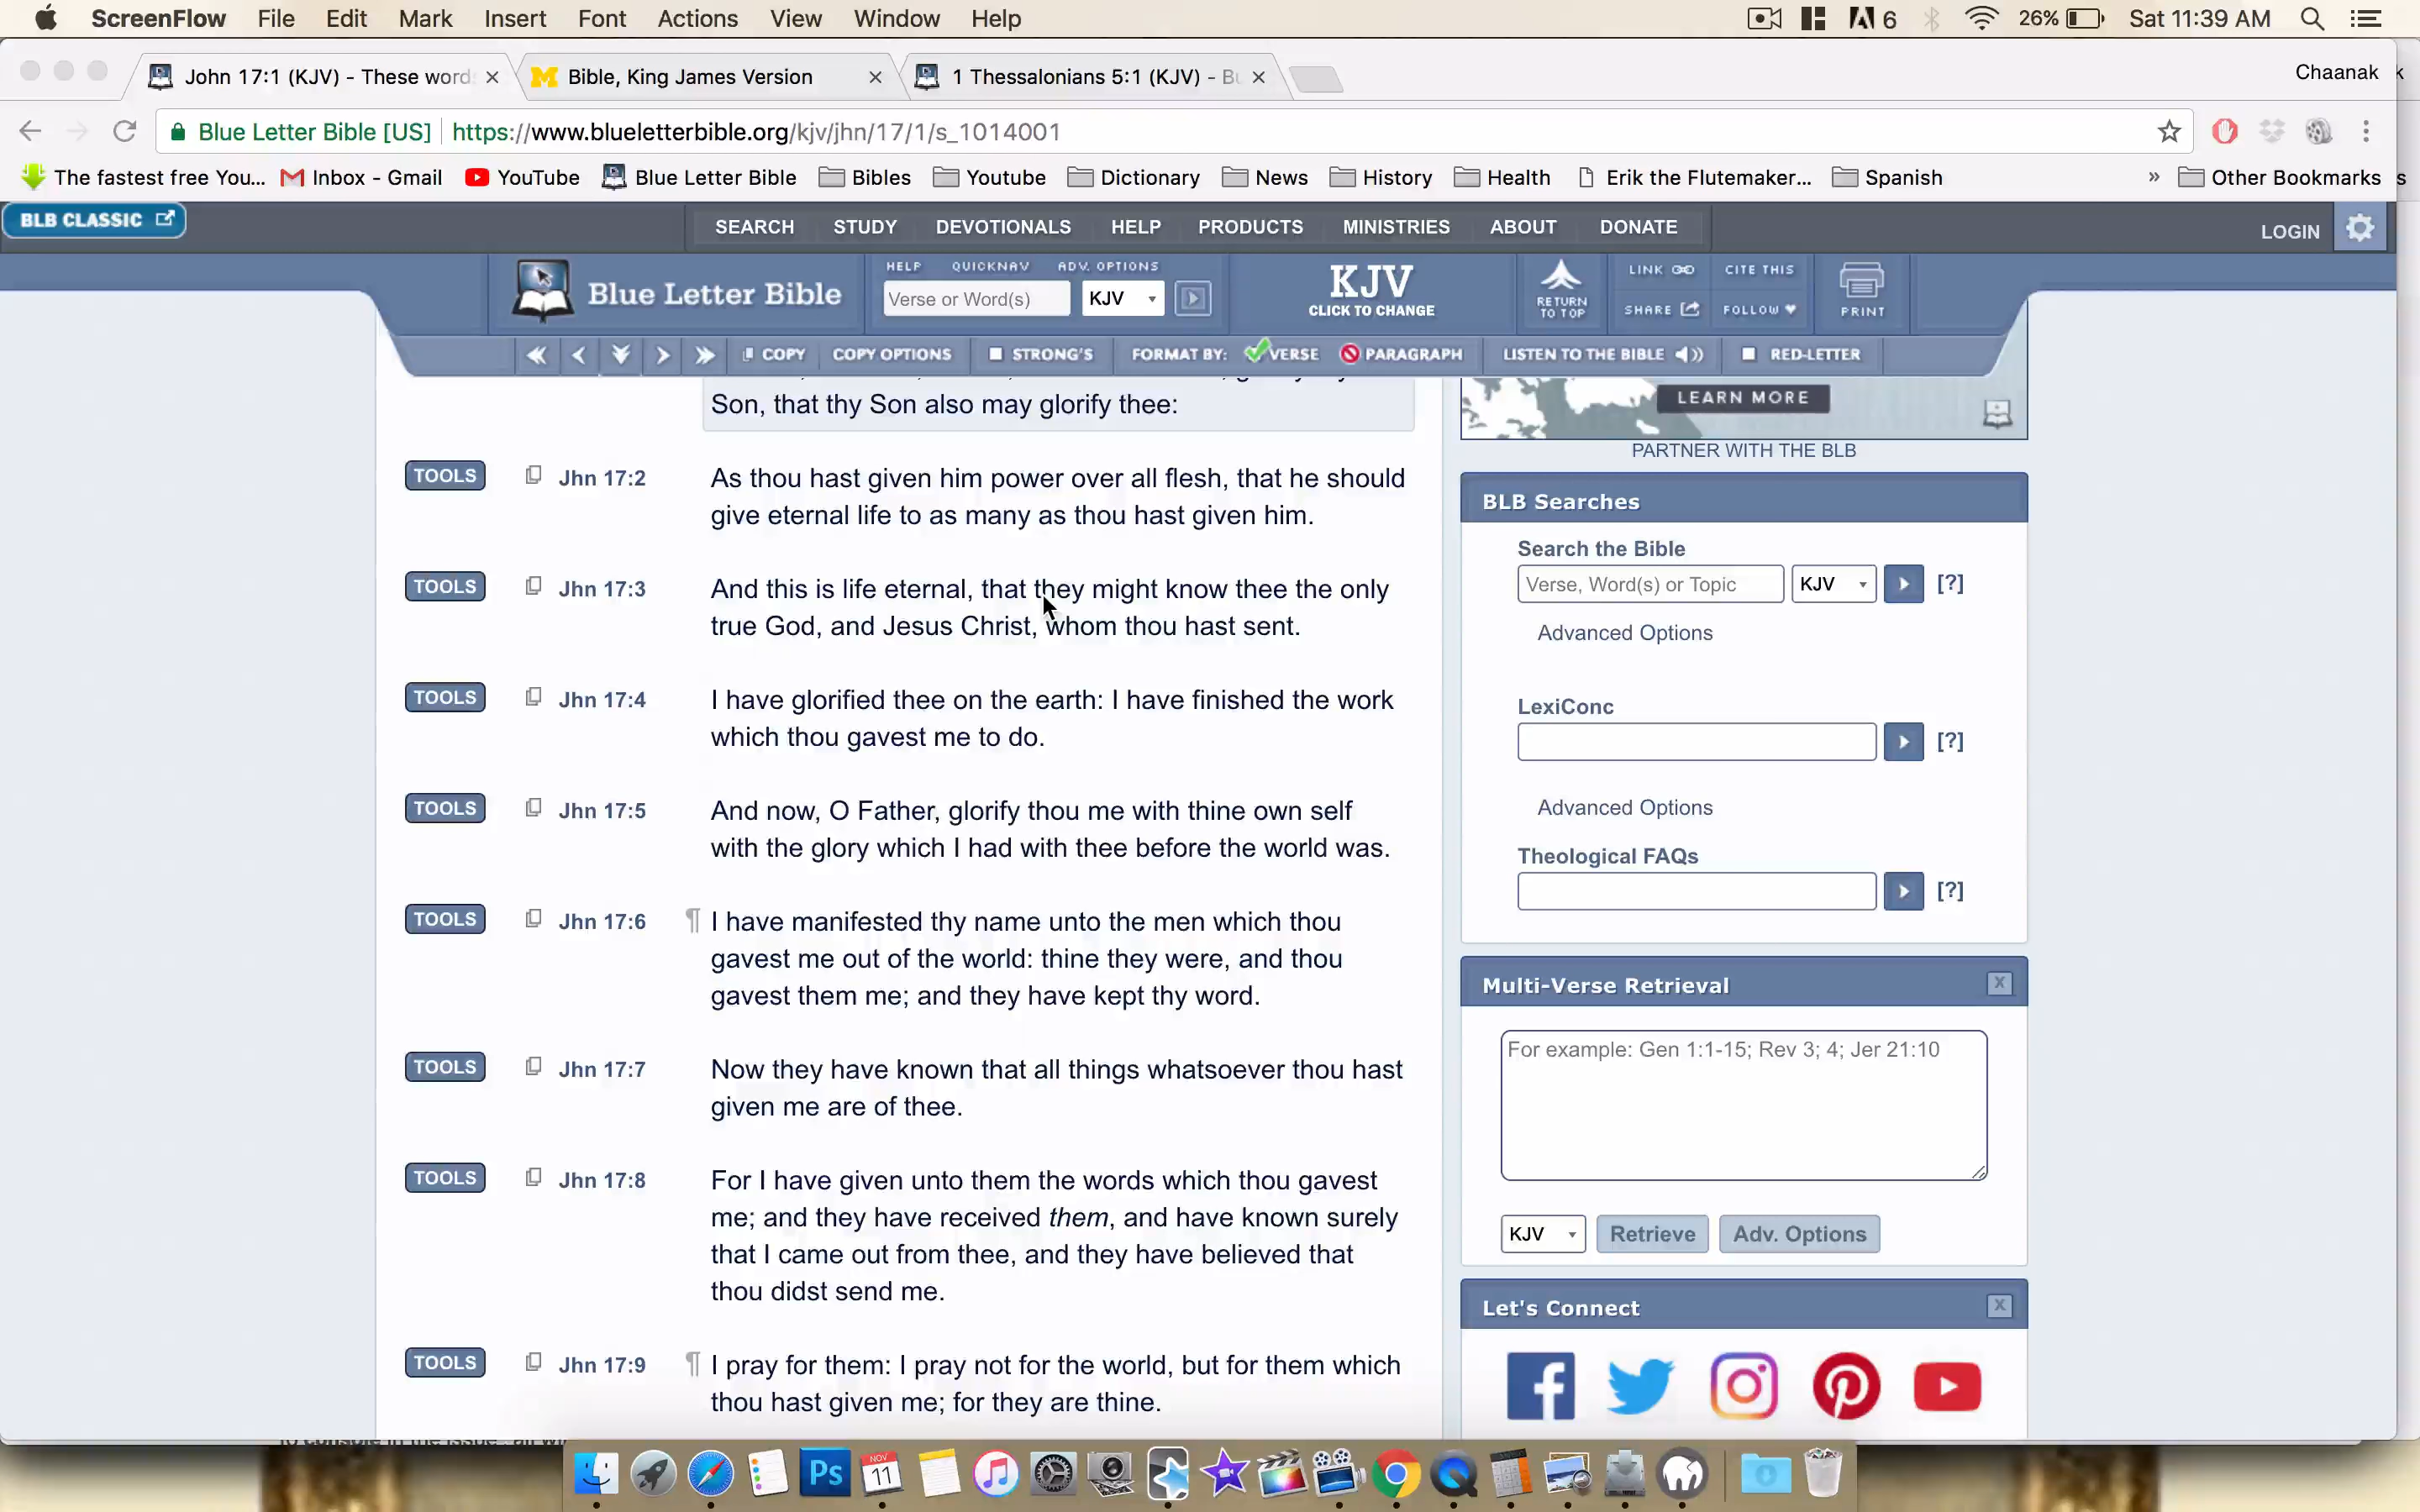 ScreenFlow File Edit Mark Insert Font Actions View Window Help 6 26% Sat 11:39 AM
John 17:1 (KJV) - These word Bible, King James Version 1 Thessalonians 5:1 (KJV) - Bu Chaanak
Blue Letter Bible [US] https://www.blueletterbible.org/kjv/jhn/17/1/s_1014001
The fastest free You... Inbox - Gmail YouTube Blue Letter Bible Bibles Youtube Dictionary News History Health Erik the Flutemaker... Spanish » Other Bookmarks
BLB CLASSIC SEARCH STUDY DEVOTIONALS HELP PRODUCTS MINISTRIES ABOUT DONATE LOGIN
HELP QUICKNAV ADV. OPTIONS
Blue Letter Bible Verse or Word(s) KJV
KJV
CLICK TO CHANGE
RETURN
TO TOP
LINK CITE THIS
SHARE FOLLOW
PRINT
COPY COPY OPTIONS STRONG'S FORMAT BY: VERSE PARAGRAPH LISTEN TO THE BIBLE RED-LETTER
Son, that thy Son also may glorify thee:
TOOLS Jhn 17:2 As thou hast given him power over all flesh, that he should
give eternal life to as many as thou hast given him.
TOOLS Jhn 17:3 And this is life eternal, that they might know thee the only
true God, and Jesus Christ, whom thou hast sent.
TOOLS Jhn 17:4 I have glorified thee on the earth: I have finished the work
which thou gavest me to do.
TOOLS Jhn 17:5 And now, O Father, glorify thou me with thine own self
with the glory which I had with thee before the world was.
TOOLS Jhn 17:6 ¶ I have manifested thy name unto the men which thou
gavest me out of the world: thine they were, and thou
gavest them me; and they have kept thy word.
TOOLS Jhn 17:7 Now they have known that all things whatsoever thou hast
given me are of thee.
TOOLS Jhn 17:8 For I have given unto them the words which thou gavest
me; and they have received them, and have known surely
that I came out from thee, and they have believed that
thou didst send me.
TOOLS Jhn 17:9 ¶ I pray for them: I pray not for the world, but for them which
thou hast given me; for they are thine.
LEARN MORE
PARTNER WITH THE BLB
BLB Searches
Search the Bible
Verse, Word(s) or Topic KJV [?]
Advanced Options
LexiConc
[?]
Advanced Options
Theological FAQs
[?]
Multi-Verse Retrieval X
For example: Gen 1:1-15; Rev 3; 4; Jer 21:10
KJV Retrieve Adv. Options
Let's Connect X
Ps NOV 11